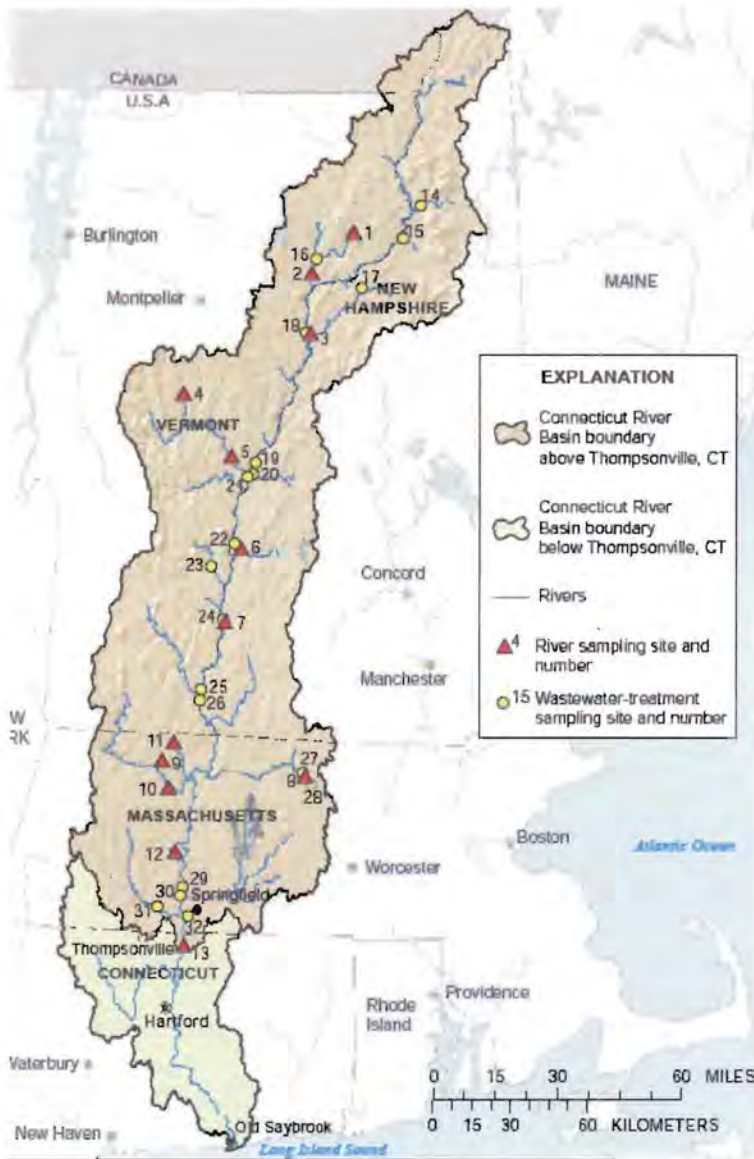 CANADA
U.S.A
Burlington
Montpelier
14
1
15
16
2
17
NEW
HAMPSHIRE
MAINE
18
3
4
VERMONT
5
19
20
22
6
23
Concord
24
7
25
26
Manchester
W
RK
11
9
10
27
8
28
MASSACHUSETTS
12
Boston
Atlantic Ocean
Worcester
29
30
Springfield
31
32
Thompsonville
13
CONNECTICUT
Hartford
Rhode
Island
Providence
Waterbury
New Haven
Old Saybrook
Long Island Sound
EXPLANATION
Connecticut River
Basin boundary
above Thompsonville, CT
Connecticut River
Basin boundary
below Thompsonville, CT
Rivers
4 River sampling site and
number
15 Wastewater-treatment
sampling site and number
0 15 30 60 MILES
0 15 30 60 KILOMETERS